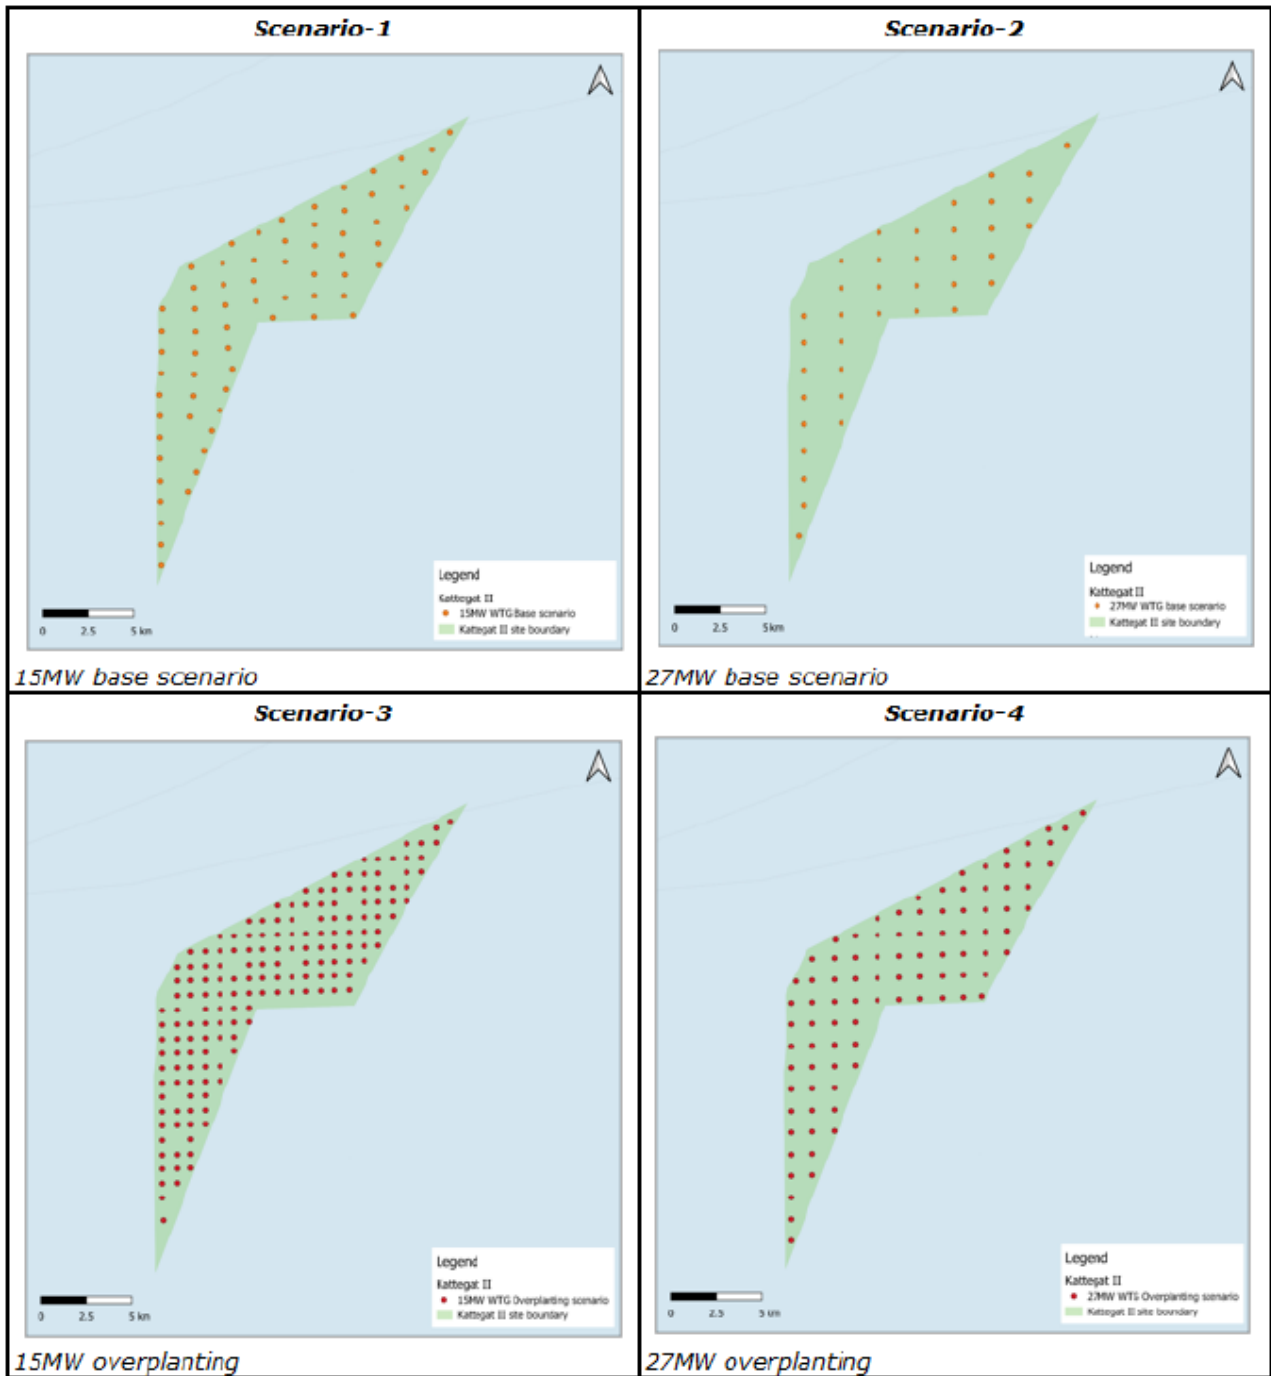 Scenario-1
Legend
Kattegat II
15MW WTG Base scenario
Kattegat II site boundary
0 2.5 5 km
15MW base scenario
Scenario-2
Legend
Kattegat II
27MW WTG base scenario
Kattegat II site boundary
0 2.5 5 km
27MW base scenario
Scenario-3
Legend
Kattegat II
15MW WTG Overplanting scenario
Kattegat II site boundary
0 2.5 5 km
15MW overplanting
Scenario-4
Legend
Kattegat II
27MW WTG Overplanting scenario
Kattegat II site boundary
0 2.5 5 km
27MW overplanting